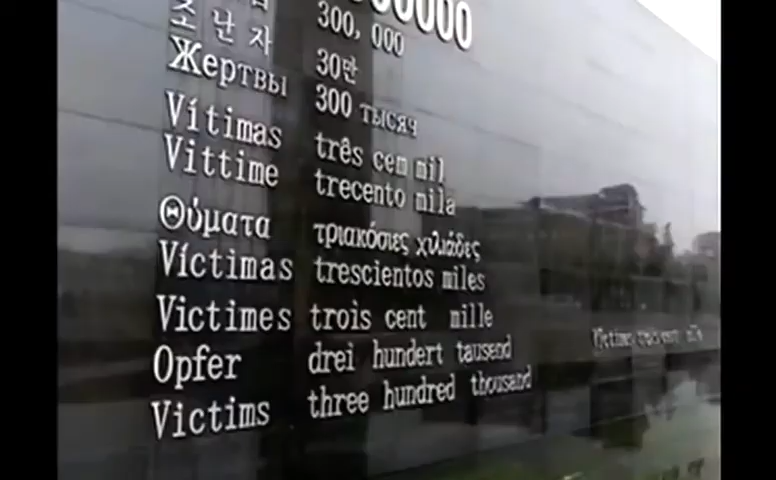 300,000
조난자 30만
Жертвы 300 тысяч
Vítimas três cem mil
Vittime trecento mila
Θύματα τριακόσιες χιλιάδες
Víctimas trescientos miles
Victimes trois cent mille
Opfer drei hundert tausend
Victims three hundred thousand